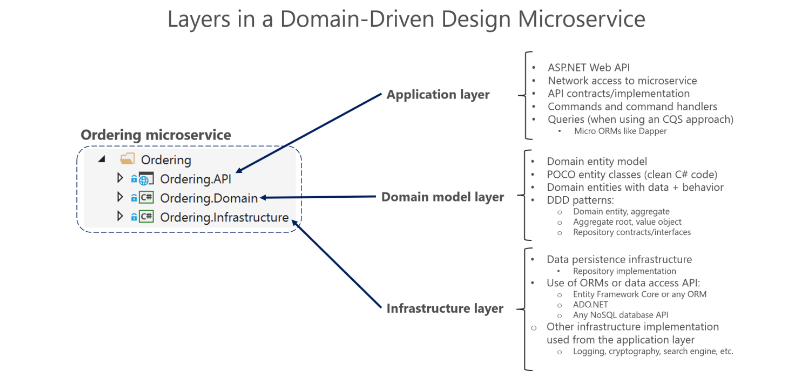 Layers in a Domain-Driven Design Microservice
Ordering microservice
Ordering
Ordering.API
C# Ordering.Domain
C# Ordering.Infrastructure
Application layer
• ASP.NET Web API
• Network access to microservice
• API contracts/implementation
• Commands and command handlers
• Queries (when using an CQS approach)
• Micro ORMs like Dapper
Domain model layer
• Domain entity model
• POCO entity classes (clean C# code)
• Domain entities with data + behavior
• DDD patterns:
○ Domain entity, aggregate
○ Aggregate root, value object
○ Repository contracts/interfaces
Infrastructure layer
• Data persistence infrastructure
• Repository implementation
• Use of ORMs or data access API:
○ Entity Framework Core or any ORM
○ ADO.NET
○ Any NoSQL database API
○ Other infrastructure implementation
used from the application layer
○ Logging, cryptography, search engine, etc.